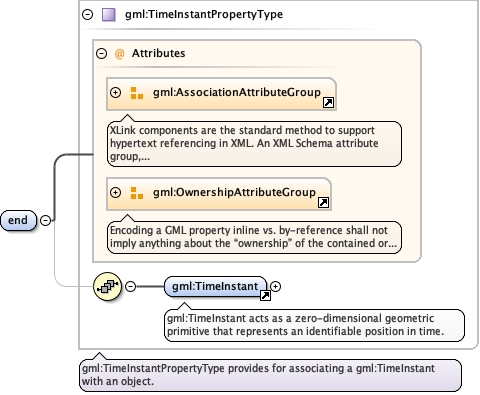 gml:TimeInstantPropertyType
@ Attributes
gml:AssociationAttributeGroup
XLink components are the standard method to support
hypertext referencing in XML. An XML Schema attribute
group,...
gml:OwnershipAttributeGroup
Encoding a GML property inline vs. by-reference shall not
imply anything about the “ownership” of the contained or...
end
gml:TimeInstant
gml:TimeInstant acts as a zero-dimensional geometric
primitive that represents an identifiable position in time.
gml:TimeInstantPropertyType provides for associating a gml:TimeInstant
with an object.